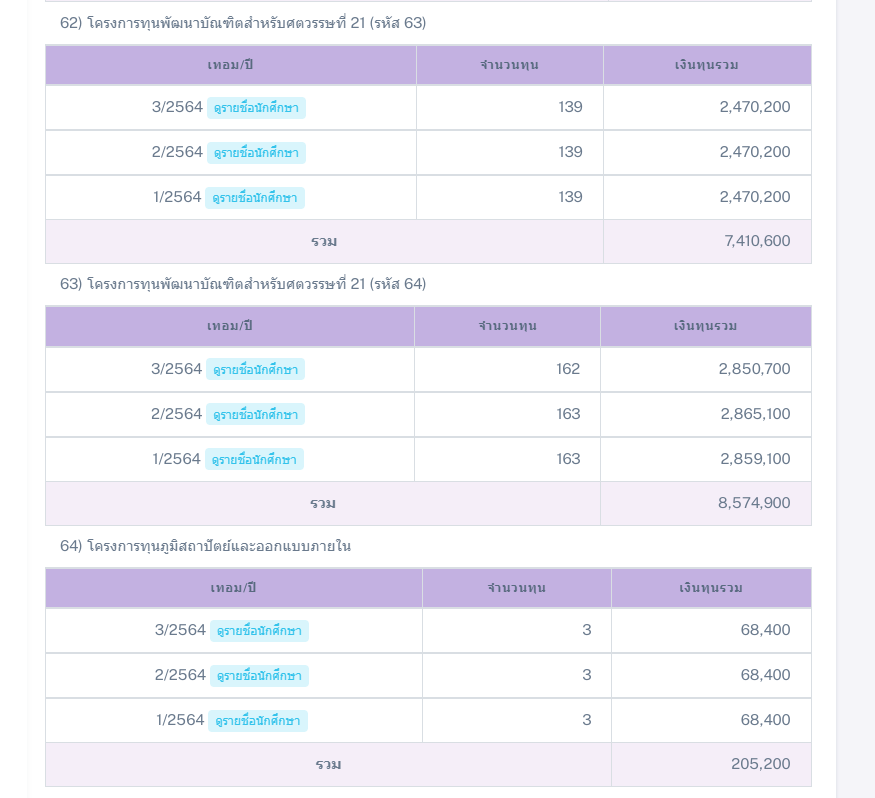 62) โครงการทุนพัฒนาบัณฑิตสำหรับศตวรรษที่ 21 (รหัส 63)
เทอม/ปี จำนวนทุน เงินทุนรวม
3/2564 ดูรายชื่อนักศึกษา 139 2,470,200
2/2564 ดูรายชื่อนักศึกษา 139 2,470,200
1/2564 ดูรายชื่อนักศึกษา 139 2,470,200
รวม 7,410,600
63) โครงการทุนพัฒนาบัณฑิตสำหรับศตวรรษที่ 21 (รหัส 64)
เทอม/ปี จำนวนทุน เงินทุนรวม
3/2564 ดูรายชื่อนักศึกษา 162 2,850,700
2/2564 ดูรายชื่อนักศึกษา 163 2,865,100
1/2564 ดูรายชื่อนักศึกษา 163 2,859,100
รวม 8,574,900
64) โครงการทุนภูมิสถาปัตย์และออกแบบภายใน
เทอม/ปี จำนวนทุน เงินทุนรวม
3/2564 ดูรายชื่อนักศึกษา 3 68,400
2/2564 ดูรายชื่อนักศึกษา 3 68,400
1/2564 ดูรายชื่อนักศึกษา 3 68,400
รวม 205,200